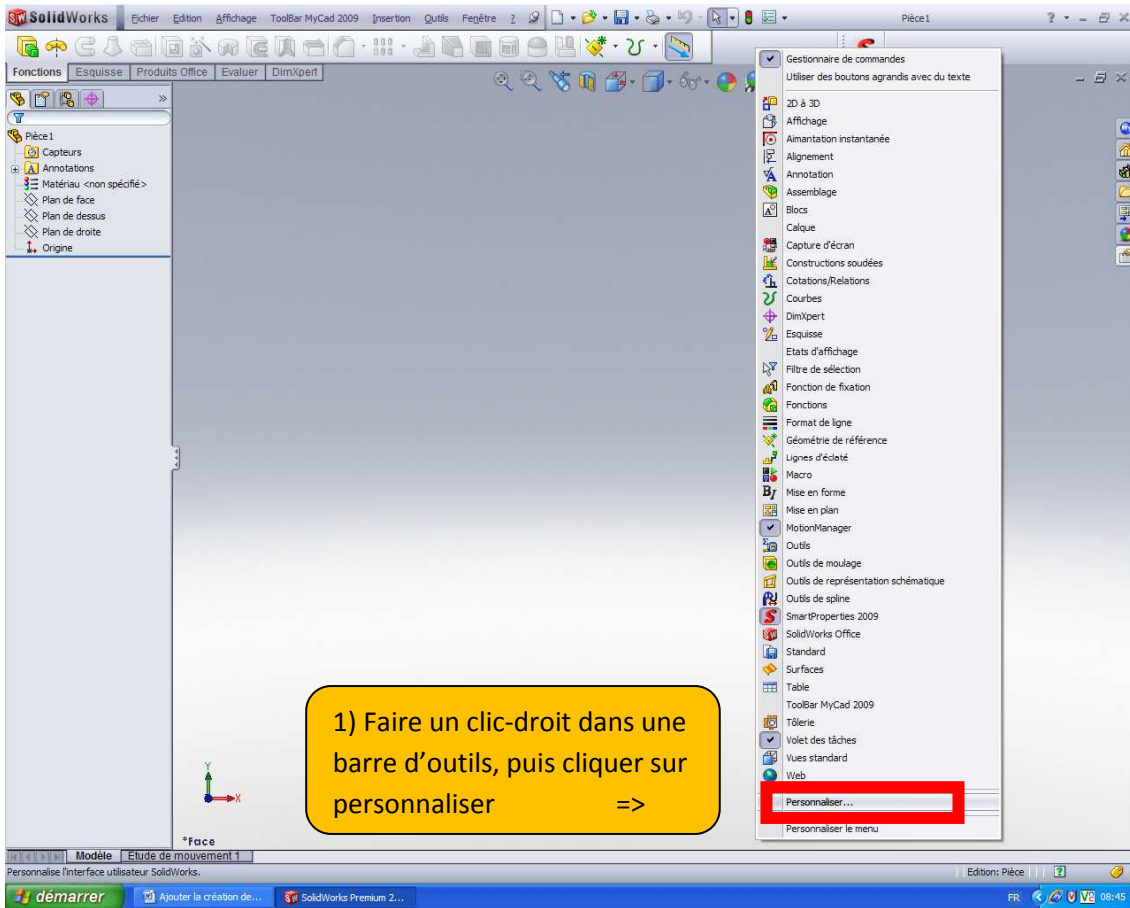 SolidWorks Fichier Edition Affichage ToolBar MyCad 2009 Insertion Outils Fenêtre ? Pièce1 ?
Fonctions Esquisse Produits Office Evaluer DimXpert
»
Pièce1
Capteurs
Annotations
Matériau <non spécifié>
Plan de face
Plan de dessus
Plan de droite
Origine
Gestionnaire de commandes
Utiliser des boutons agrandis avec du texte
2D à 3D
Affichage
Aimantation instantanée
Alignement
Annotation
Assemblage
Blocs
Calque
Capture d'écran
Constructions soudées
Cotations/Relations
Courbes
DimXpert
Esquisse
Etats d'affichage
Filtre de sélection
Fonction de fixation
Fonctions
Format de ligne
Géométrie de référence
Lignes d'éclaté
Macro
Mise en forme
Mise en plan
MotionManager
Outils
Outils de moulage
Outils de représentation schématique
Outils de spline
SmartProperties 2009
SolidWorks Office
Standard
Surfaces
Table
ToolBar MyCad 2009
Tôlerie
Volet des tâches
Vues standard
Web
Personnaliser...
Personnaliser le menu
1) Faire un clic-droit dans une
barre d'outils, puis cliquer sur
personnaliser =>
Y
X
*Face
Modèle Etude de mouvement 1
Personnalise l'interface utilisateur SolidWorks. Edition: Pièce ?
démarrer Ajouter la création de... SolidWorks Premium 2... FR 08:45